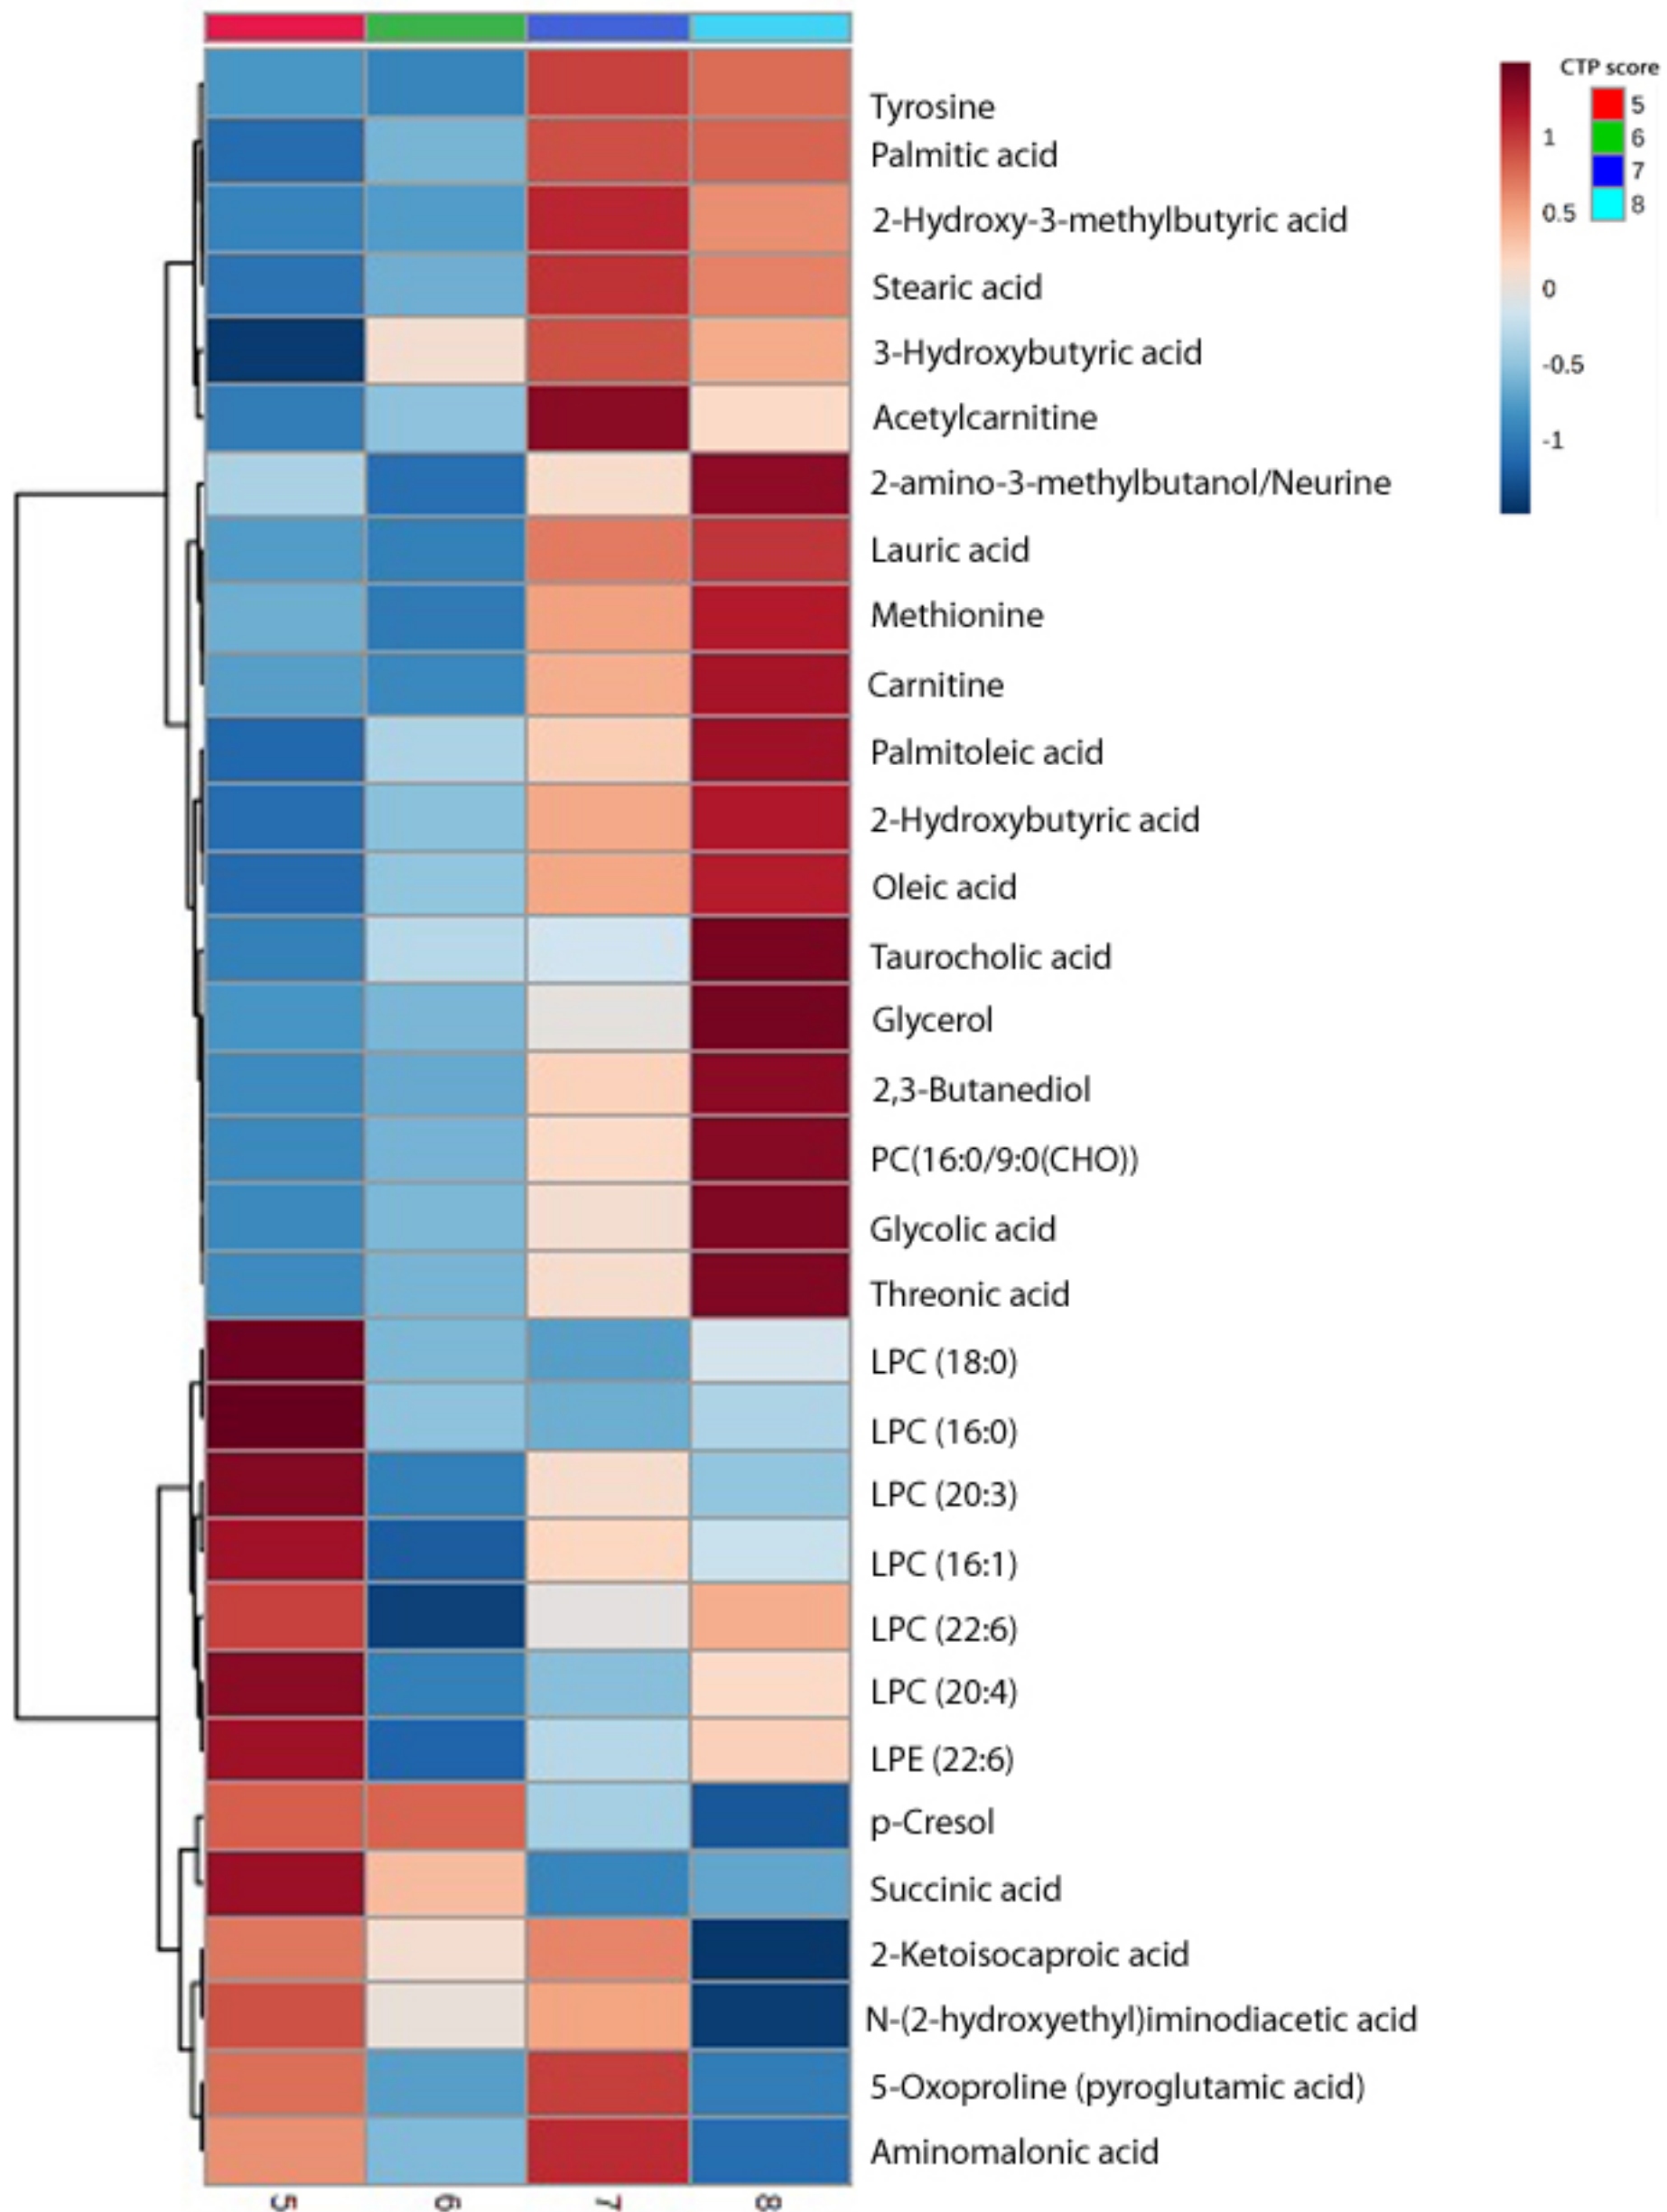 CTP score
5
6
7
8
1
0.5
0
-0.5
-1
Tyrosine
Palmitic acid
2-Hydroxy-3-methylbutyric acid
Stearic acid
3-Hydroxybutyric acid
Acetylcarnitine
2-amino-3-methylbutanol/Neurine
Lauric acid
Methionine
Carnitine
Palmitoleic acid
2-Hydroxybutyric acid
Oleic acid
Taurocholic acid
Glycerol
2,3-Butanediol
PC(16:0/9:0(CHO))
Glycolic acid
Threonic acid
LPC (18:0)
LPC (16:0)
LPC (20:3)
LPC (16:1)
LPC (22:6)
LPC (20:4)
LPE (22:6)
p-Cresol
Succinic acid
2-Ketoisocaproic acid
N-(2-hydroxyethyl)iminodiacetic acid
5-Oxoproline (pyroglutamic acid)
Aminomalonic acid
5
6
7
8